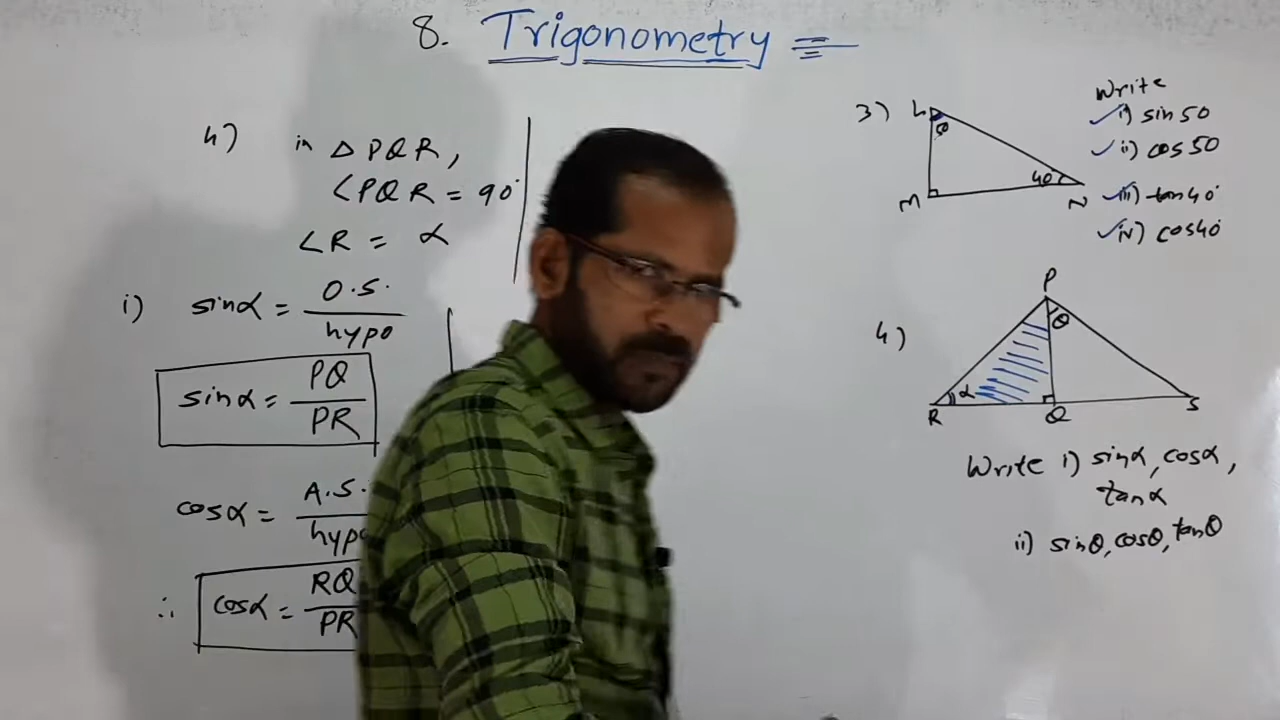 8. Trigonometry
4) in △ PQR,
∠PQR = 90°
∠R = α
i) sinα = O.S. / hypo
sinα = PQ / PR
cosα = A.S. / hypo
∴ cosα = RQ / PR
3) L
θ
M
40°
N
Write
i) sin 50
ii) cos 50
iii) tan 40°
iv) cos 40°
4) P
θ
α
R
Q
S
Write i) sinα, cosα,
tanα
ii) sinθ, cosθ, tanθ